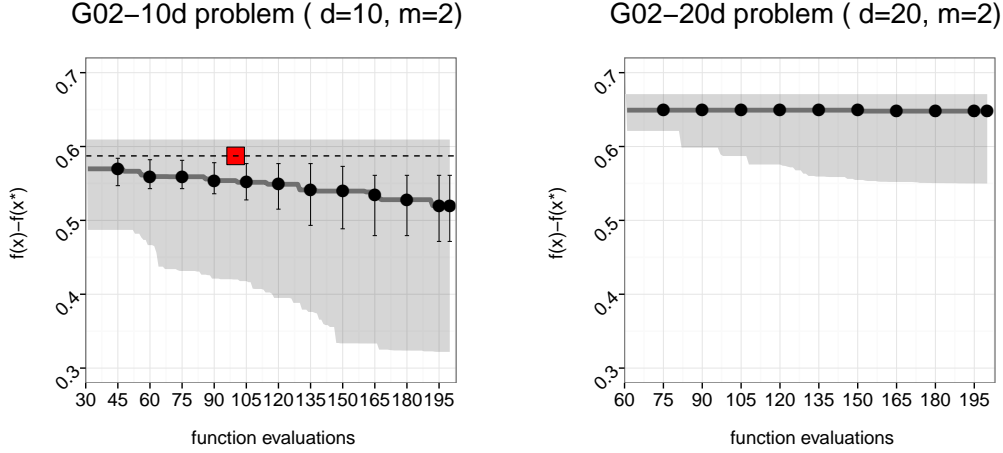 G02−10d problem ( d=10, m=2)
f(x)−f(x*)
0.7
0.6
0.5
0.4
0.3
30 45 60 75 90 105 120 135 150 165 180 195
function evaluations
G02−20d problem ( d=20, m=2)
f(x)−f(x*)
0.7
0.6
0.5
0.4
0.3
60 75 90 105 120 135 150 165 180 195
function evaluations